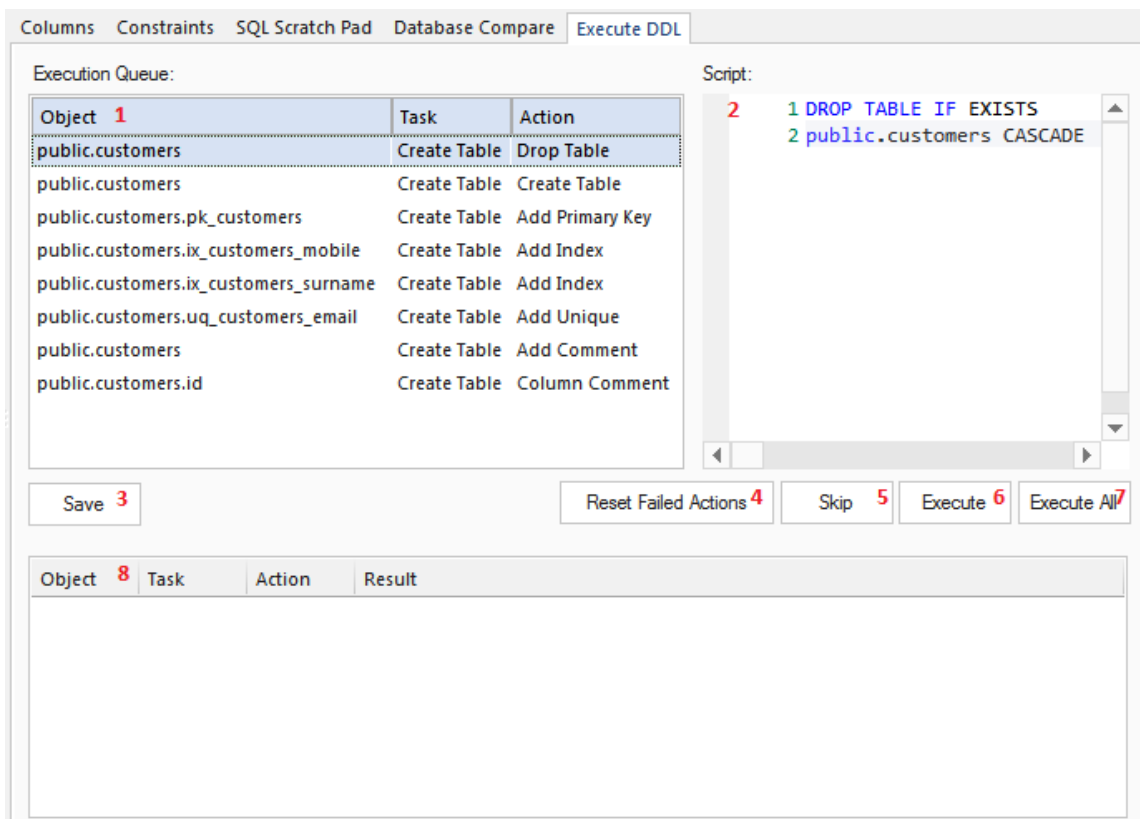 Columns Constraints SQL Scratch Pad Database Compare Execute DDL
Execution Queue:
Script:
Object 1 Task Action
public.customers Create Table Drop Table
public.customers Create Table Create Table
public.customers.pk_customers Create Table Add Primary Key
public.customers.ix_customers_mobile Create Table Add Index
public.customers.ix_customers_surname Create Table Add Index
public.customers.uq_customers_email Create Table Add Unique
public.customers Create Table Add Comment
public.customers.id Create Table Column Comment
2 1 DROP TABLE IF EXISTS
2 public.customers CASCADE
Save 3 Reset Failed Actions 4 Skip 5 Execute 6 Execute All 7
Object 8 Task Action Result